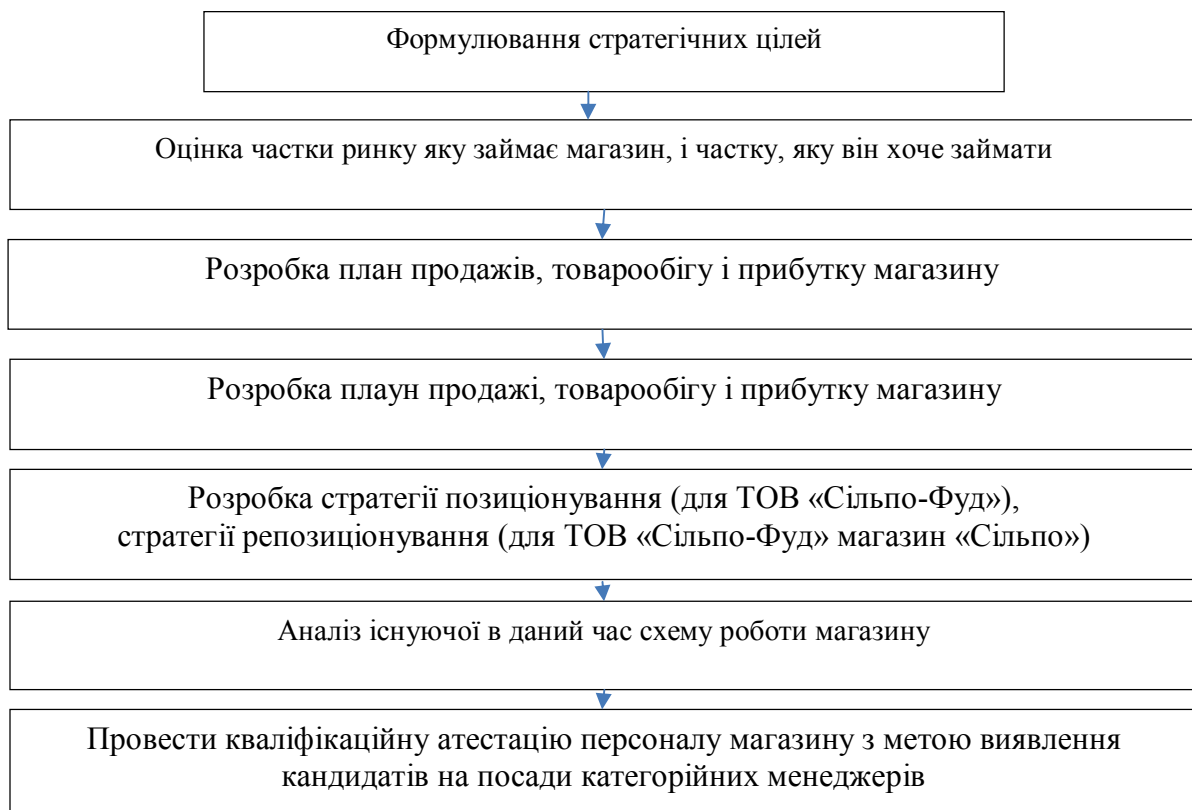 Формулювання стратегічних цілей
Оцінка частки ринку яку займає магазин, і частку, яку він хоче займати
Розробка план продажів, товарообігу і прибутку магазину
Розробка плаун продажі, товарообігу і прибутку магазину
Розробка стратегії позиціонування (для ТОВ «Сільпо-Фуд»),
стратегії репозиціонування (для ТОВ «Сільпо-Фуд» магазин «Сільпо»)
Аналіз існуючої в даний час схему роботи магазину
Провести кваліфікаційну атестацію персоналу магазину з метою виявлення
кандидатів на посади категорійних менеджерів